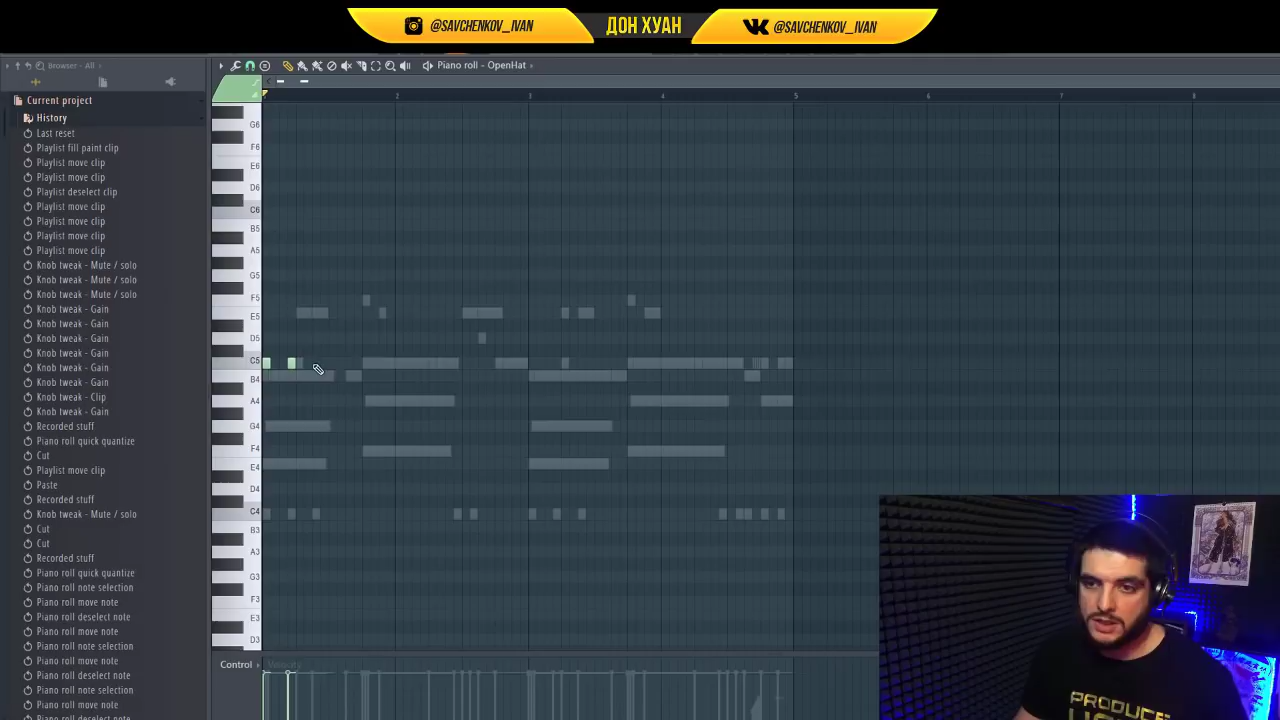 @SAVCHENKOV_IVAN
ДОН ХУАН
@SAVCHENKOV_IVAN
Browser - All
Piano roll - OpenHat
Current project
History
Last reset
Playlist fill paint clip
Playlist move clip
Playlist move clip
Playlist deselect clip
Playlist move clip
Playlist move clip
Playlist move clip
Playlist move clip
Knob tweak - Mute / solo
Knob tweak - Mute / solo
Knob tweak - Mute / solo
Knob tweak - Gain
Knob tweak - Gain
Knob tweak - Gain
Knob tweak - Gain
Knob tweak - Gain
Knob tweak - Gain
Knob tweak - Clip
Knob tweak - Gain
Recorded stuff
Piano roll quick quantize
Cut
Playlist move clip
Paste
Recorded stuff
Knob tweak - Mute / solo
Cut
Cut
Recorded stuff
Piano roll quick quantize
Piano roll note selection
Piano roll move note
Piano roll deselect note
Piano roll move note
Piano roll note selection
Piano roll move note
Piano roll deselect note
Piano roll note selection
Piano roll move note
Piano roll deselect note
2 3 4 5 6 7 8
G6
F6
E6
D6
C6
B5
A5
G5
F5
E5
D5
C5
B4
A4
G4
F4
E4
D4
C4
B3
A3
G3
F3
E3
D3
Control
Velocity
PRODUCE